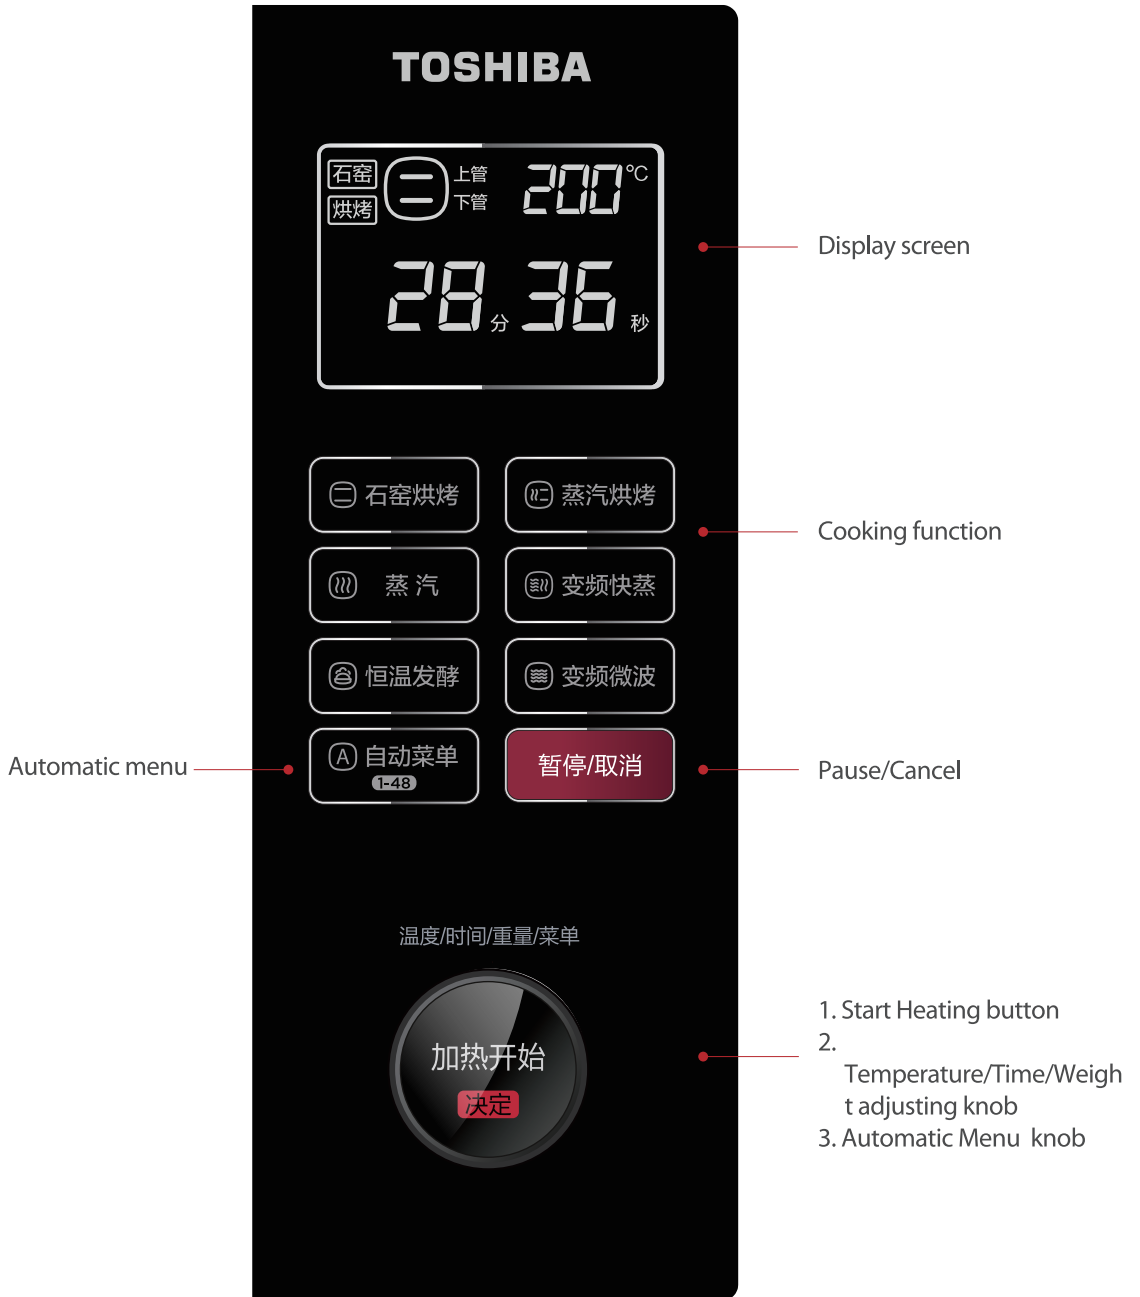 TOSHIBA
石窑
烘烤
上管
下管
200℃
28分36秒
Display screen
石窑烘烤
蒸汽烘烤
Cooking function
蒸汽
变频快蒸
恒温发酵
变频微波
Automatic menu
A 自动菜单
1-48
暂停/取消
Pause/Cancel
温度/时间/重量/菜单
加热开始
决定
1. Start Heating button
2.
Temperature/Time/Weigh
t adjusting knob
3. Automatic Menu knob